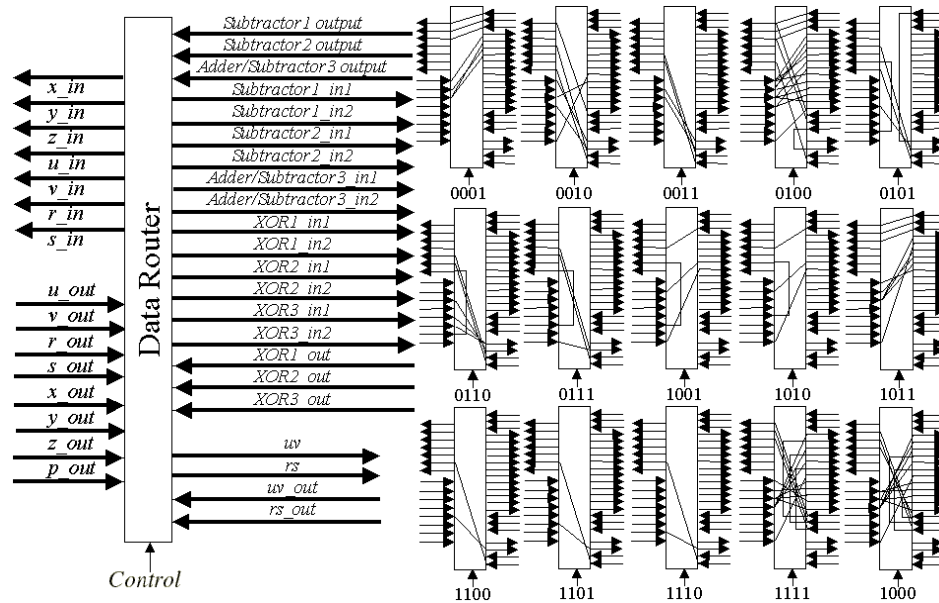 Subtractor1 output
Subtractor2 output
Adder/Subtractor3 output
Subtractor1_in1
Subtractor1_in2
Subtractor2_in1
Subtractor2_in2
Adder/Subtractor3_in1
Adder/Subtractor3_in2
XOR1_in1
XOR1_in2
XOR2_in1
XOR2_in2
XOR3_in1
XOR3_in2
XOR1_out
XOR2_out
XOR3_out
uv
rs
uv_out
rs_out
x_in
y_in
z_in
u_in
v_in
r_in
s_in
u_out
v_out
r_out
s_out
x_out
y_out
z_out
p_out
Data Router
Control
0001 0010 0011 0100 0101
0110 0111 1001 1010 1011
1100 1101 1110 1111 1000